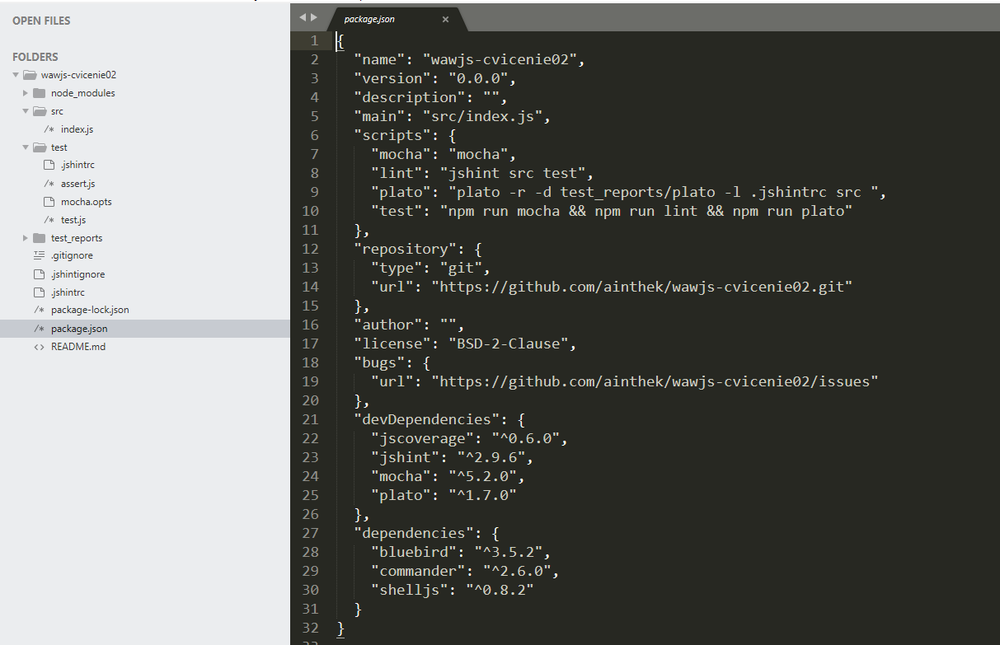 OPEN FILES
FOLDERS
wawjs-cvicenie02
node_modules
src
/* index.js
test
.jshintrc
/* assert.js
mocha.opts
/* test.js
test_reports
.gitignore
.jshintignore
.jshintrc
/* package-lock.json
/* package.json
<> README.md
package.json ×
1 {
2 "name": "wawjs-cvicenie02",
3 "version": "0.0.0",
4 "description": "",
5 "main": "src/index.js",
6 "scripts": {
7 "mocha": "mocha",
8 "lint": "jshint src test",
9 "plato": "plato -r -d test_reports/plato -l .jshintrc src ",
10 "test": "npm run mocha && npm run lint && npm run plato"
11 },
12 "repository": {
13 "type": "git",
14 "url": "https://github.com/ainthek/wawjs-cvicenie02.git"
15 },
16 "author": "",
17 "license": "BSD-2-Clause",
18 "bugs": {
19 "url": "https://github.com/ainthek/wawjs-cvicenie02/issues"
20 },
21 "devDependencies": {
22 "jscoverage": "^0.6.0",
23 "jshint": "^2.9.6",
24 "mocha": "^5.2.0",
25 "plato": "^1.7.0"
26 },
27 "dependencies": {
28 "bluebird": "^3.5.2",
29 "commander": "^2.6.0",
30 "shelljs": "^0.8.2"
31 }
32 }